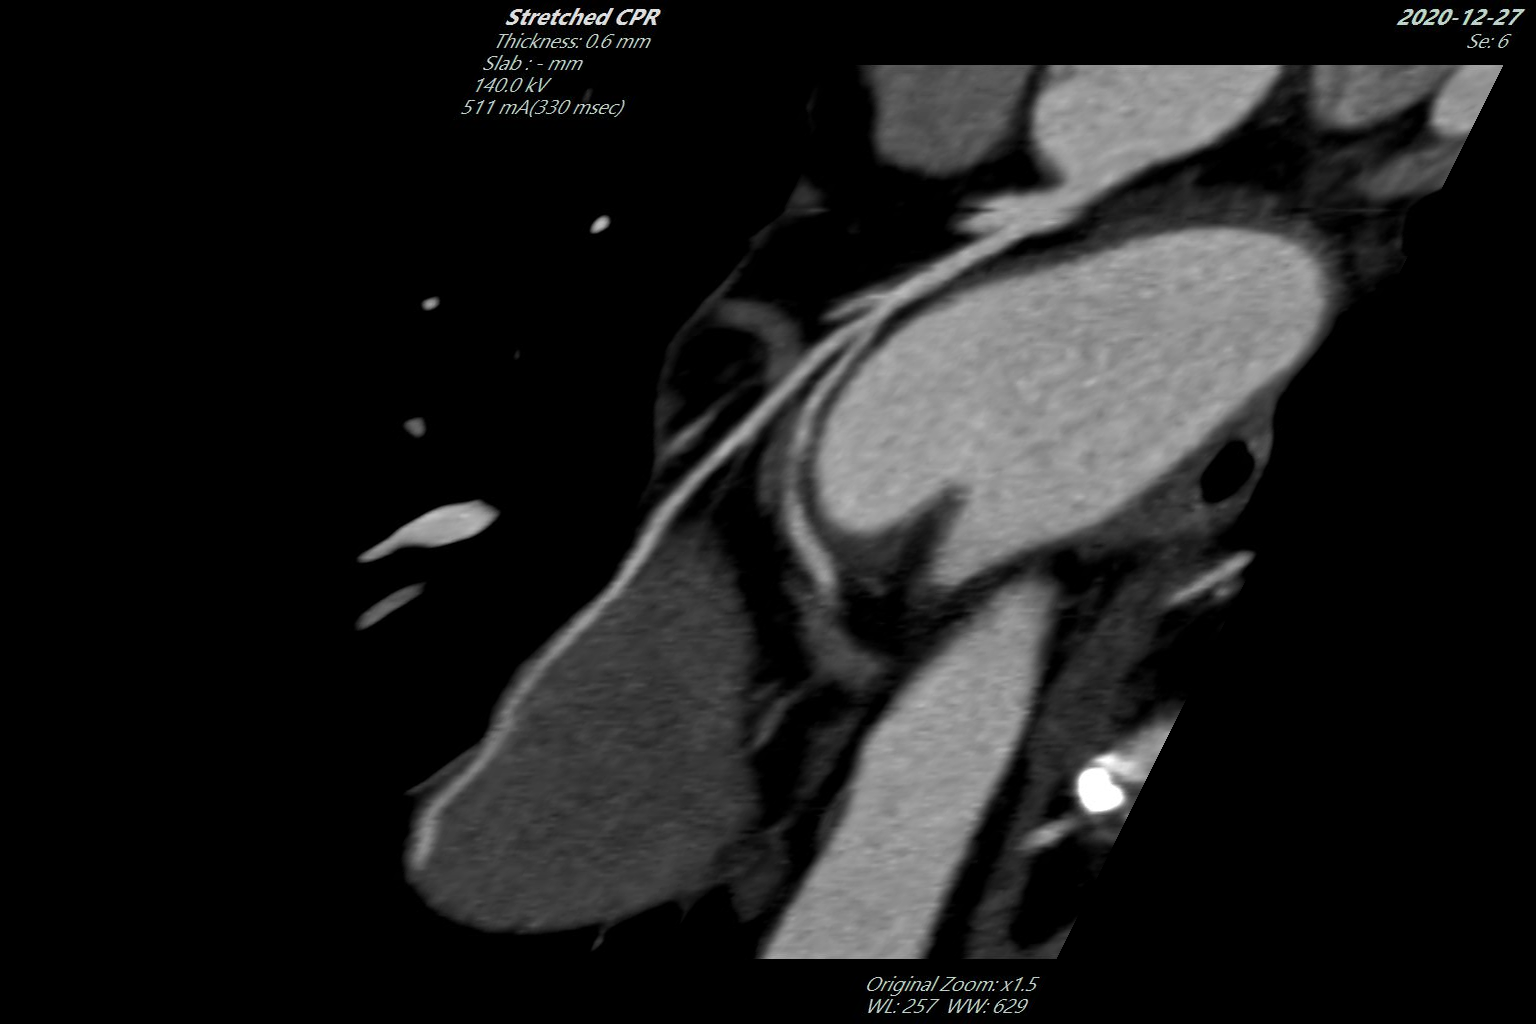 Stretched CPR
Thickness: 0.6 mm
Slab : - mm
140.0 kV
511 mA(330 msec)
2020-12-27
Se: 6
Original Zoom: x1.5
WL: 257 WW: 629